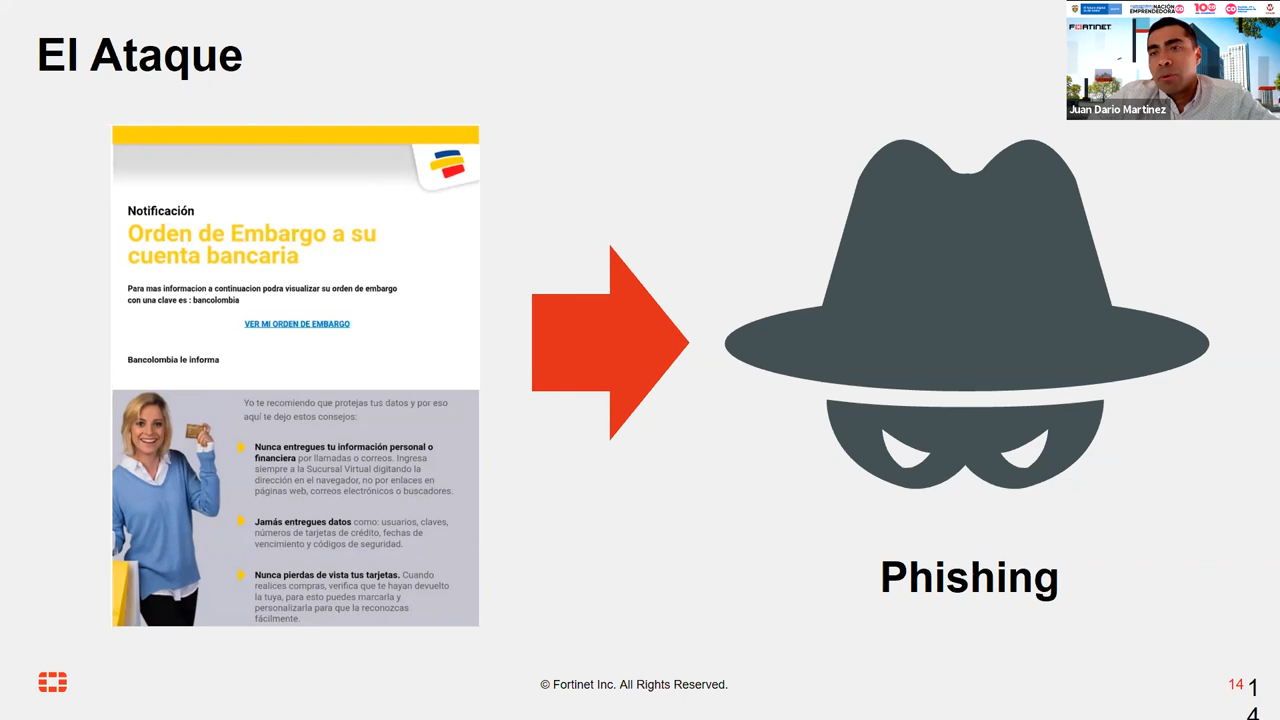 El Ataque
FORTINET
NACIÓN
EMPRENDEDORA
Juan Dario Martinez
Notificación
Orden de Embargo a su
cuenta bancaria
Para mas informacion a continuacion podra visualizar su orden de embargo
con una clave es : bancolombia
VER MI ORDEN DE EMBARGO
Bancolombia le informa
Yo te recomiendo que protejas tus datos y por eso
aquí te dejo estos consejos:
Nunca entregues tu información personal o
financiera por llamadas o correos. Ingresa
siempre a la Sucursal Virtual digitando la
dirección en el navegador, no por enlaces en
páginas web, correos electrónicos o buscadores.
Jamás entregues datos como: usuarios, claves,
números de tarjetas de crédito, fechas de
vencimiento y códigos de seguridad.
Nunca pierdas de vista tus tarjetas. Cuando
realices compras, verifica que te hayan devuelto
la tuya, para esto puedes marcarla y
personalizarla para que la reconozcas
fácilmente.
Phishing
© Fortinet Inc. All Rights Reserved.
14
14